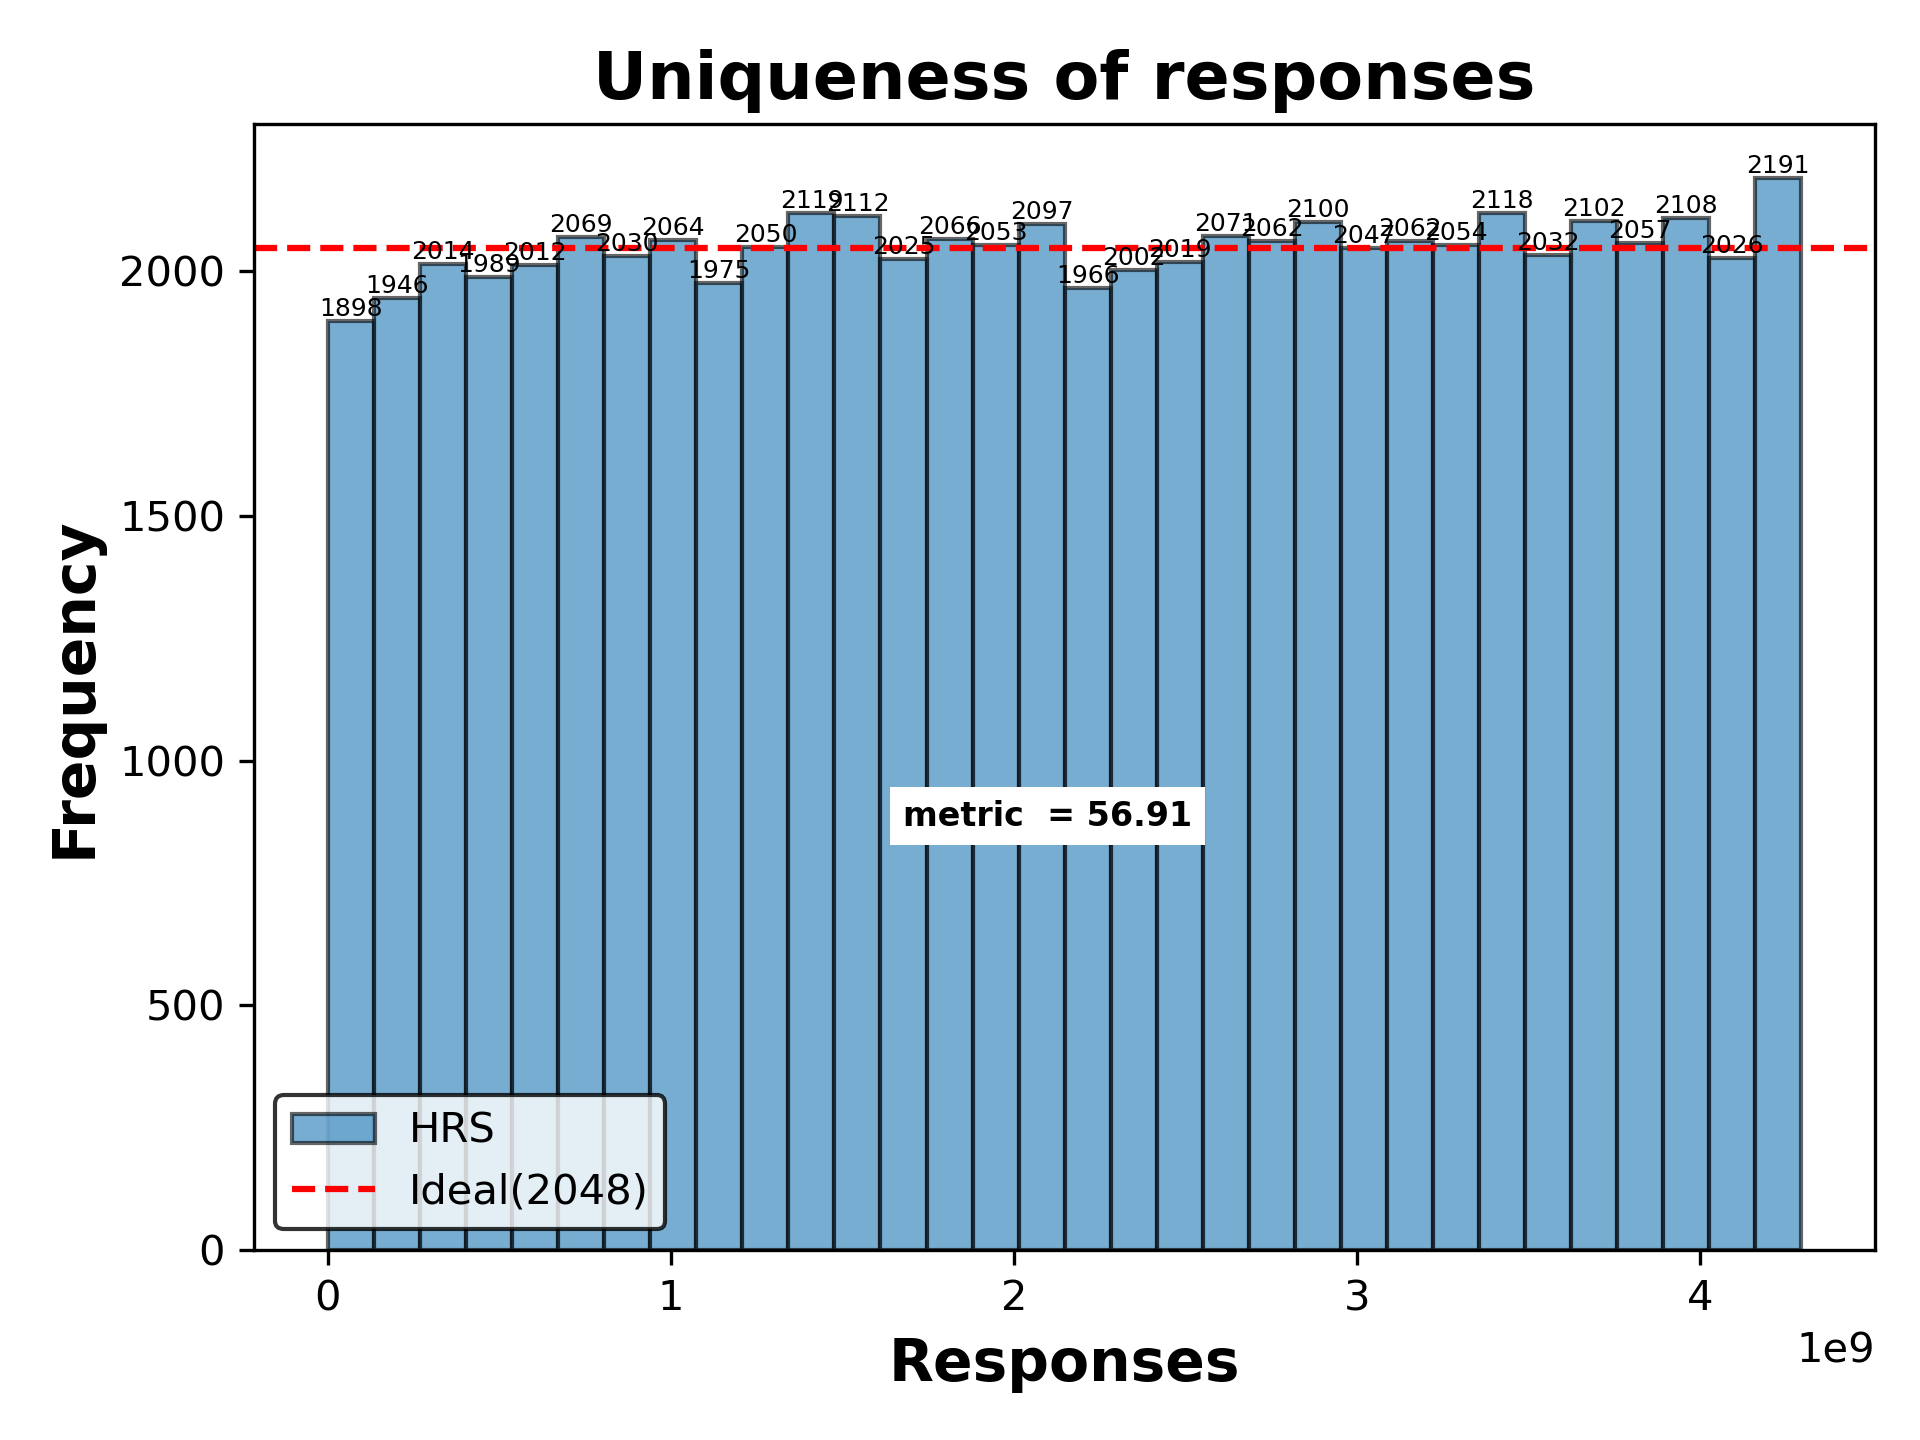 Uniqueness of responses
2191
2119 2112 2118 2108
2097 2100 2102
2069 2064 2050 2066 2053 2071 2062 2047 2062 2054 2057
2014 1989 2012 2030 2025 2002 2019 2032 2026
1975 1966
1946
1898
2000
1500
1000
500
0
Frequency
metric = 56.91
HRS
Ideal(2048)
0 1 2 3 4
1e9
Responses